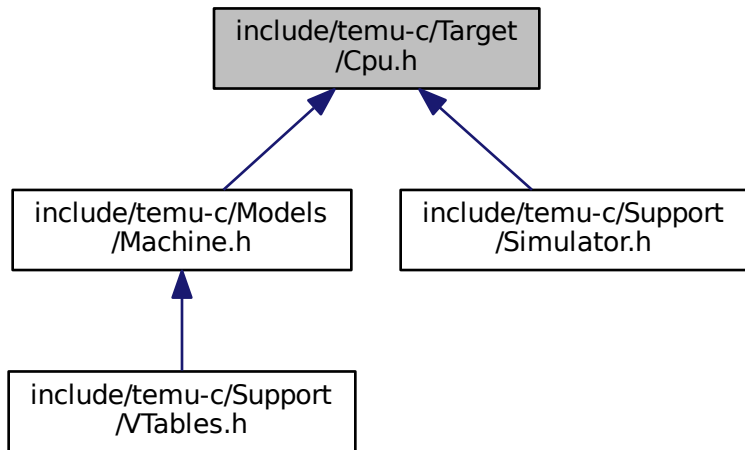 include/temu-c/Target
/Cpu.h
include/temu-c/Models
/Machine.h
include/temu-c/Support
/Simulator.h
include/temu-c/Support
/VTables.h